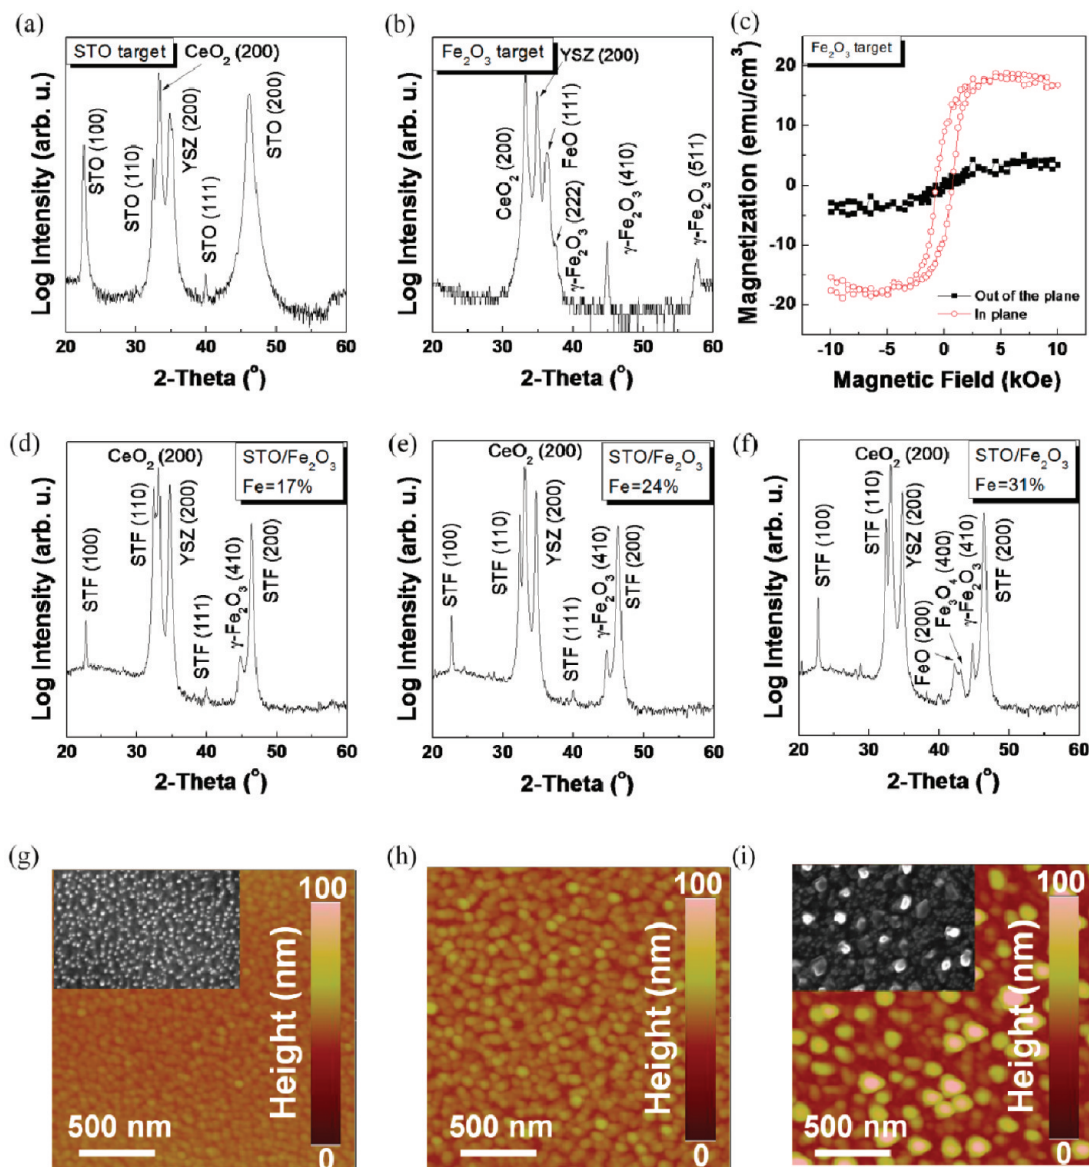 (a)
STO target
CeO₂ (200)
STO (100)
STO (110)
YSZ (200)
STO (111)
STO (200)
Log Intensity (arb. u.)
20 30 40 50 60
2-Theta (°)
(b)
Fe₂O₃ target
YSZ (200)
CeO₂ (200)
FeO (111)
γ-Fe₂O₃ (222)
γ-Fe₂O₃ (410)
γ-Fe₂O₃ (511)
Log Intensity (arb. u.)
20 30 40 50 60
2-Theta (°)
(c)
Fe₂O₃ target
Magnetization (emu/cm³)
20
10
0
-10
-20
Out of the plane
In plane
-10 -5 0 5 10
Magnetic Field (kOe)
(d)
CeO₂ (200)
STO/Fe₂O₃
Fe=17%
STF (100)
STF (110)
YSZ (200)
STF (111)
γ-Fe₂O₃ (410)
STF (200)
Log Intensity (arb. u.)
20 30 40 50 60
2-Theta (°)
(e)
CeO₂ (200)
STO/Fe₂O₃
Fe=24%
STF (100)
STF (110)
YSZ (200)
STF (111)
γ-Fe₂O₃ (410)
STF (200)
Log Intensity (arb. u.)
20 30 40 50 60
2-Theta (°)
(f)
CeO₂ (200)
STO/Fe₂O₃
Fe=31%
STF (100)
STF (110)
YSZ (200)
FeO (200)
Fe₃O₄ (400)
γ-Fe₂O₃ (410)
STF (200)
Log Intensity (arb. u.)
20 30 40 50 60
2-Theta (°)
(g)
100
Height (nm)
0
500 nm
(h)
100
Height (nm)
0
500 nm
(i)
100
Height (nm)
0
500 nm